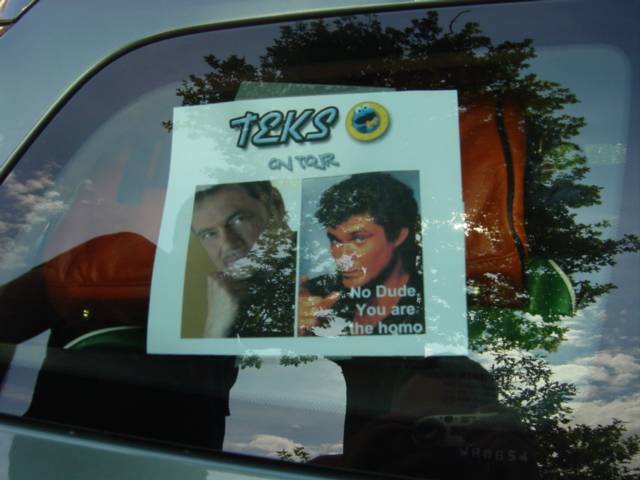 TEKS
ON TOUR
No Dude,
You are
the homo